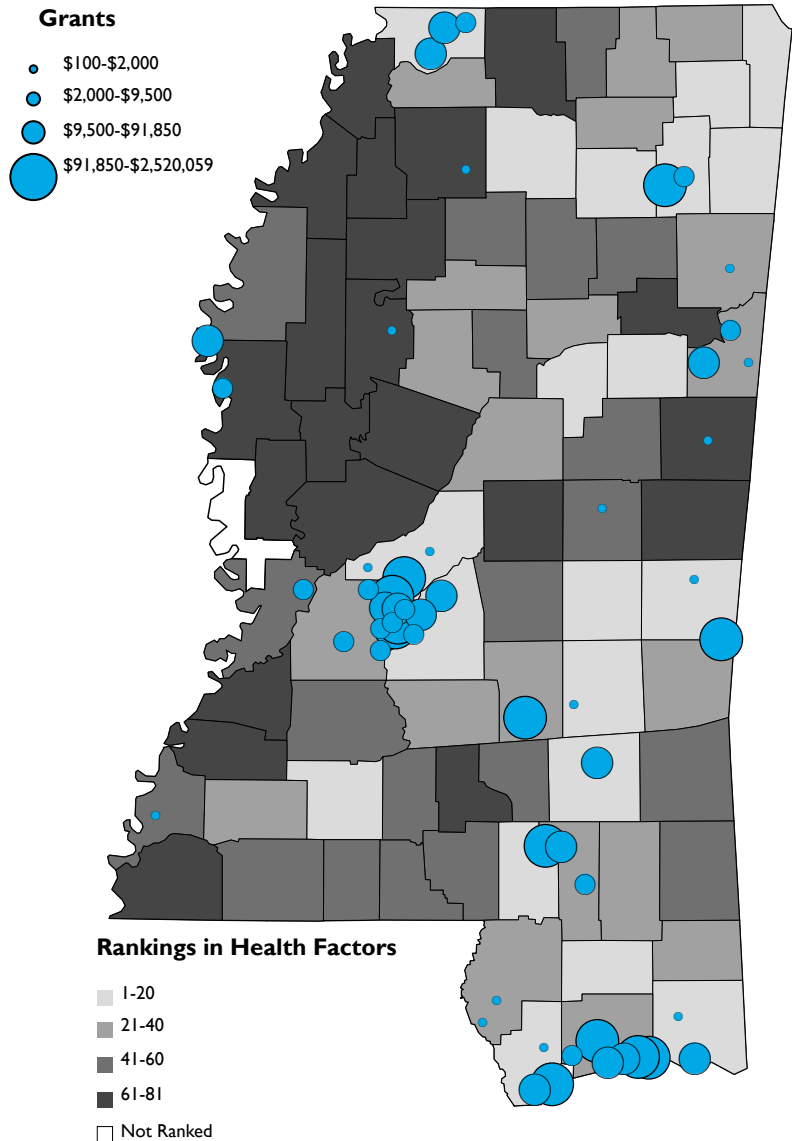 Grants
$100-$2,000
$2,000-$9,500
$9,500-$91,850
$91,850-$2,520,059
Rankings in Health Factors
1-20
21-40
41-60
61-81
Not Ranked